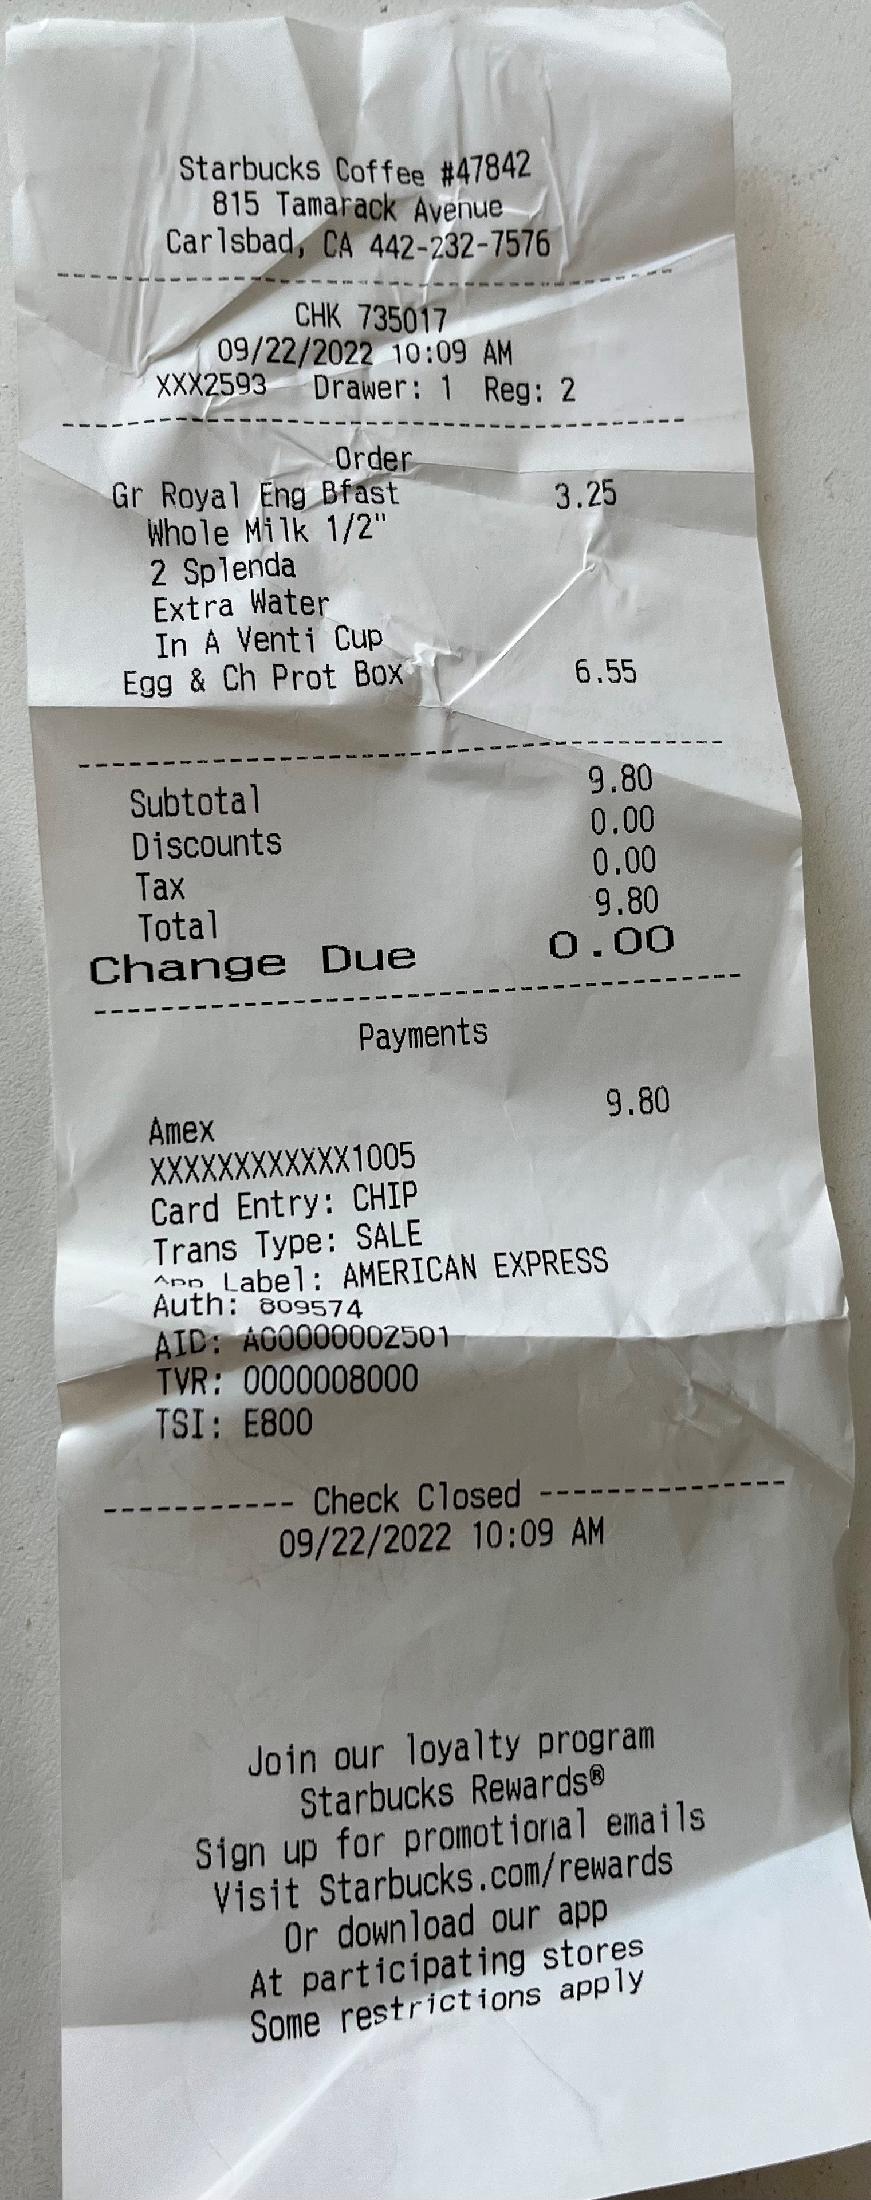 Starbucks Coffee #47842
815 Tamarack Avenue
Carlsbad, CA 442-232-7576
CHK 735017
09/22/2022 10:09 AM
XXX2593 Drawer: 1 Reg: 2
Order
Gr Royal Eng Bfast 3.25
Whole Milk 1/2"
2 Splenda
Extra Water
In A Venti Cup
Egg & Ch Prot Box 6.55
Subtotal 9.80
Discounts 0.00
Tax 0.00
Total 9.80
Change Due 0.00
Payments
Amex 9.80
XXXXXXXXXXXX1005
Card Entry: CHIP
Trans Type: SALE
App Label: AMERICAN EXPRESS
Auth: 809574
AID: A00000002501
TVR: 0000008000
TSI: E800
----------- Check Closed --------------
09/22/2022 10:09 AM
Join our loyalty program
Starbucks Rewards®
Sign up for promotional emails
Visit Starbucks.com/rewards
Or download our app
At participating stores
Some restrictions apply